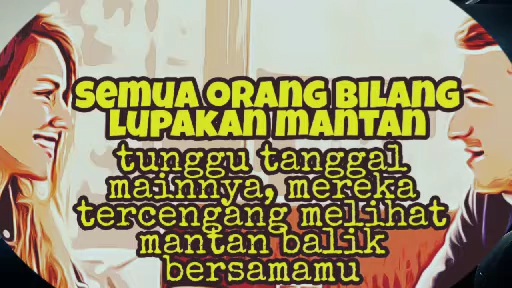 SEMUA ORANG BILANG
LUPAKAN MANTAN
tunggu tanggal
mainnya, mereka
tercengang melihat
mantan balik
bersamamu